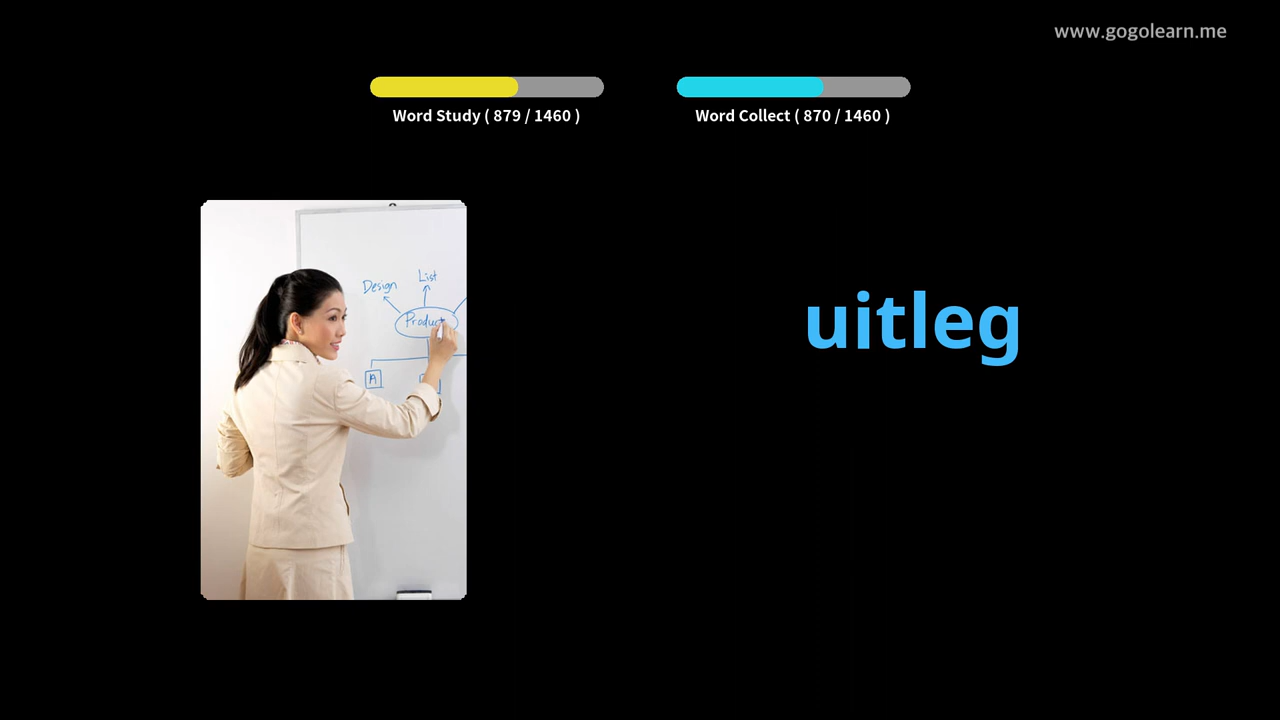 www.gogolearn.me
Word Study ( 879 / 1460 )
Word Collect ( 870 / 1460 )
Design
List
Product
A
uitleg